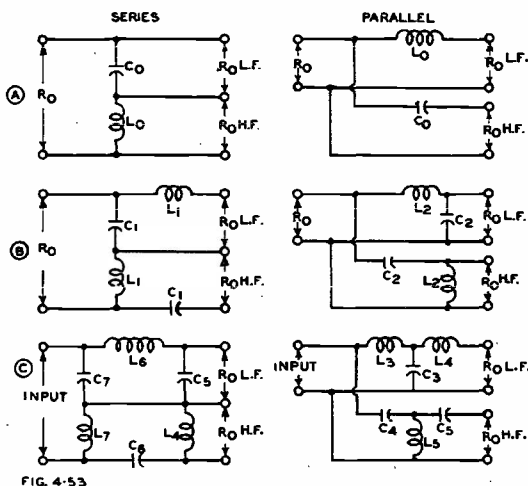 SERIES
PARALLEL
A
R₀
C₀
L₀
R₀ L.F.
R₀ H.F.
R₀
L₀
C₀
R₀ L.F.
R₀ H.F.
B
R₀
C₁
L₁
L₁
C₁
R₀ L.F.
R₀ H.F.
R₀
L₂
C₂
C₂
L₂
R₀ L.F.
R₀ H.F.
C
INPUT
L₆
C₇
C₅
L₇
C₆
L₄
R₀ L.F.
R₀ H.F.
INPUT
L₃
L₄
C₃
C₄
C₅
L₅
R₀ L.F.
R₀ H.F.
FIG. 4-53